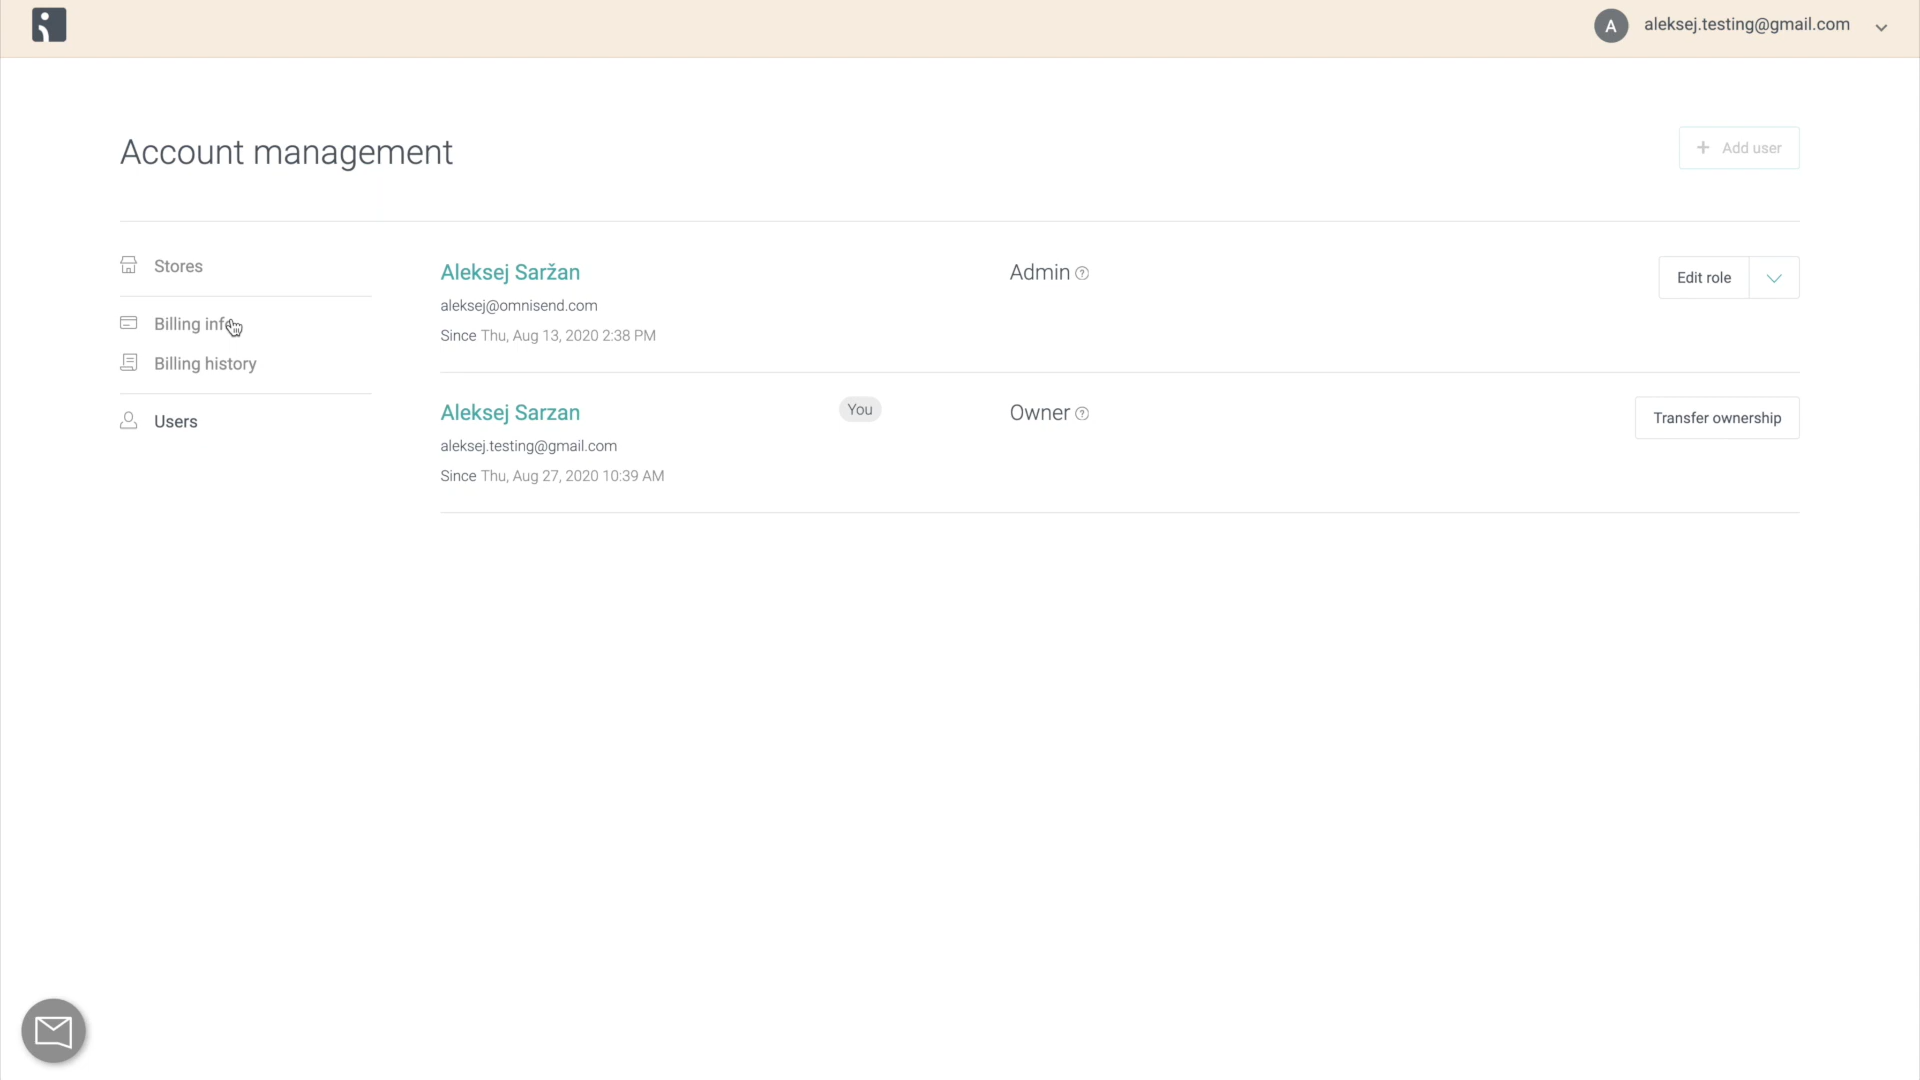 A aleksej.testing@gmail.com
Account management
+ Add user
Stores
Billing info
Billing history
Users
Aleksej Saržan
aleksej@omnisend.com
Since Thu, Aug 13, 2020 2:38 PM
Admin ?
Edit role
Aleksej Sarzan
You
aleksej.testing@gmail.com
Since Thu, Aug 27, 2020 10:39 AM
Owner ?
Transfer ownership